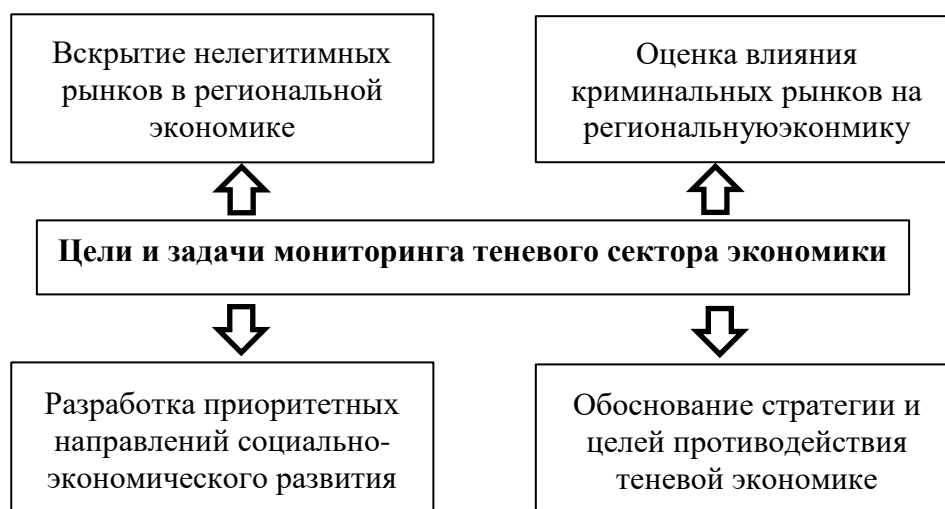 Вскрытие нелегитимных
рынков в региональной
экономике
Оценка влияния
криминальных рынков на
региональнуюэконмику
Цели и задачи мониторинга теневого сектора экономики
Разработка приоритетных
направлений социально-
экономического развития
Обоснование стратегии и
целей противодействия
теневой экономике